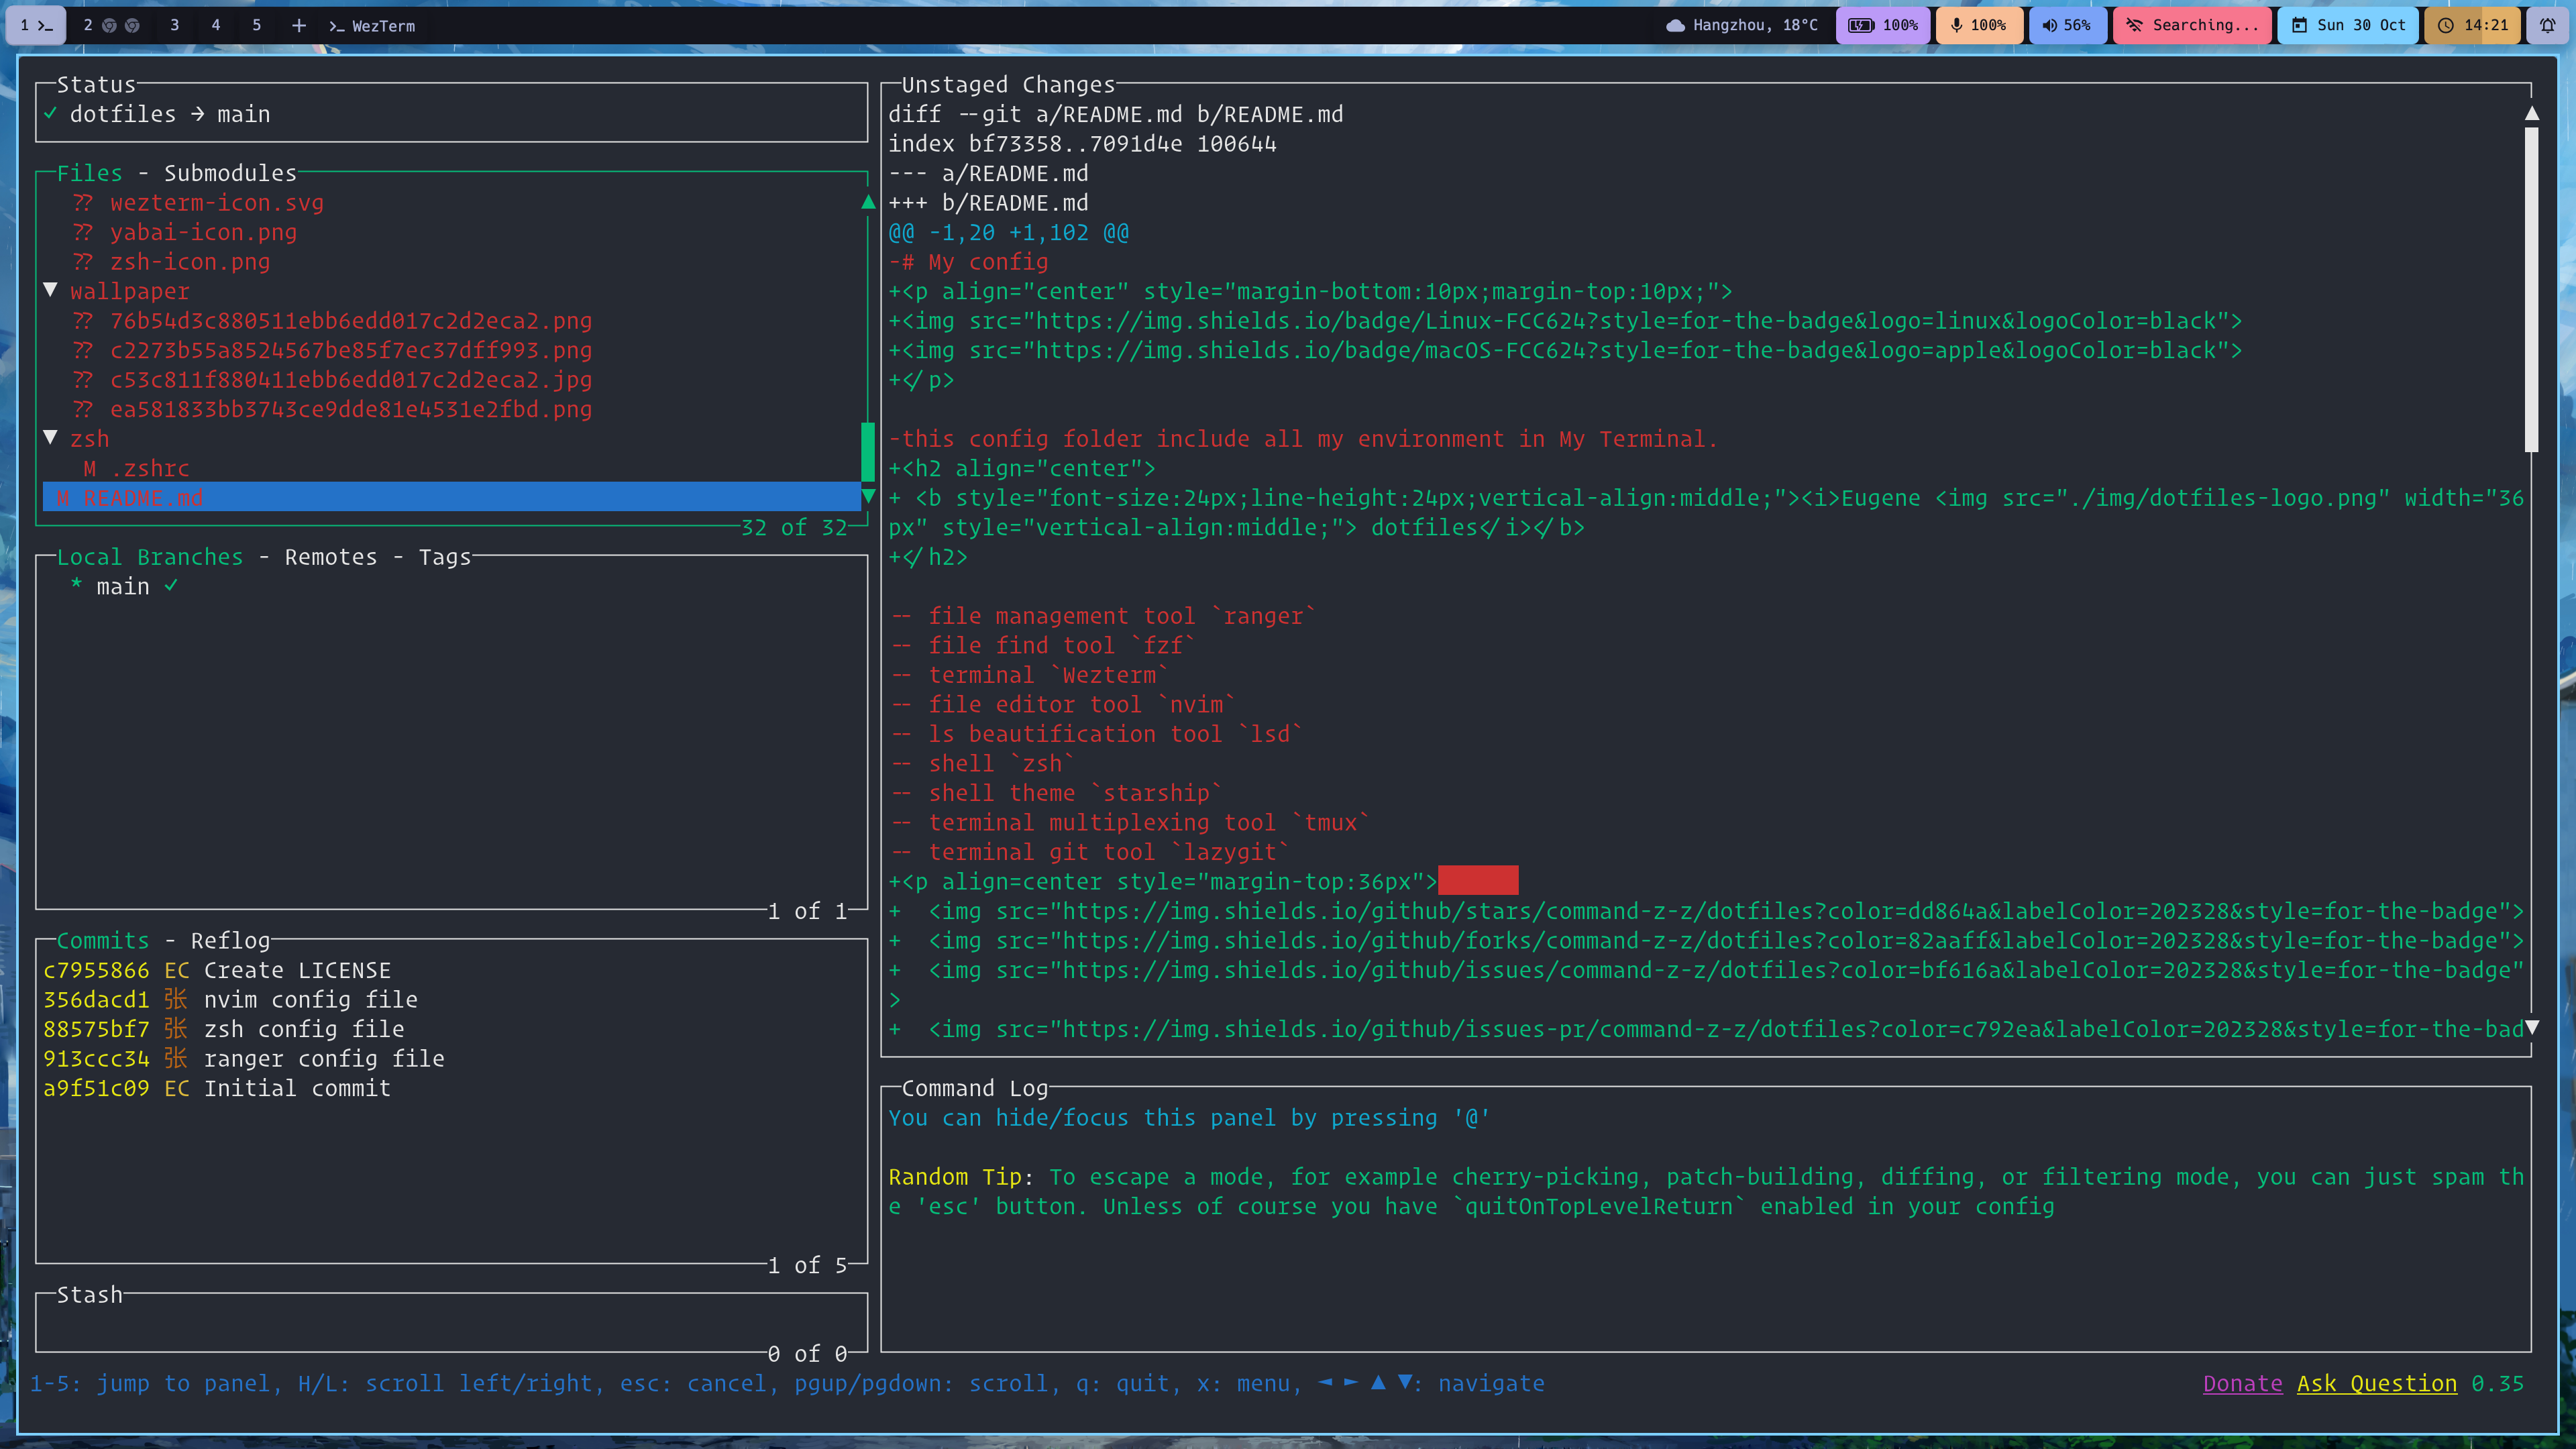 1 >_ 2 3 4 5 + >_ WezTerm Hangzhou, 18°C 100% 100% 56% Searching... Sun 30 Oct 14:21
Status
✓ dotfiles → main
Files - Submodules
?? wezterm-icon.svg
?? yabai-icon.png
?? zsh-icon.png
▼ wallpaper
?? 76b54d3c880511ebb6edd017c2d2eca2.png
?? c2273b55a8524567be85f7ec37dff993.png
?? c53c811f880411ebb6edd017c2d2eca2.jpg
?? ea581833bb3743ce9dde81e4531e2fbd.png
▼ zsh
M .zshrc
M README.md
32 of 32
Local Branches - Remotes - Tags
* main ✓
1 of 1
Commits - Reflog
c7955866 EC Create LICENSE
356dacd1 张 nvim config file
88575bf7 张 zsh config file
913ccc34 张 ranger config file
a9f51c09 EC Initial commit
1 of 5
Stash
0 of 0
Unstaged Changes
diff --git a/README.md b/README.md
index bf73358..7091d4e 100644
--- a/README.md
+++ b/README.md
@@ -1,20 +1,102 @@
-# My config
+<p align="center" style="margin-bottom:10px;margin-top:10px;">
+<img src="https://img.shields.io/badge/Linux-FCC624?style=for-the-badge&logo=linux&logoColor=black">
+<img src="https://img.shields.io/badge/macOS-FCC624?style=for-the-badge&logo=apple&logoColor=black">
+</p>
-this config folder include all my environment in My Terminal.
+<h2 align="center">
+ <b style="font-size:24px;line-height:24px;vertical-align:middle;"><i>Eugene <img src="./img/dotfiles-logo.png" width="36
px" style="vertical-align:middle;"> dotfiles</i></b>
+</h2>
-- file management tool `ranger`
-- file find tool `fzf`
-- terminal `Wezterm`
-- file editor tool `nvim`
-- ls beautification tool `lsd`
-- shell `zsh`
-- shell theme `starship`
-- terminal multiplexing tool `tmux`
-- terminal git tool `lazygit`
+<p align=center style="margin-top:36px">
+  <img src="https://img.shields.io/github/stars/command-z-z/dotfiles?color=dd864a&labelColor=202328&style=for-the-badge">
+  <img src="https://img.shields.io/github/forks/command-z-z/dotfiles?color=82aaff&labelColor=202328&style=for-the-badge">
+  <img src="https://img.shields.io/github/issues/command-z-z/dotfiles?color=bf616a&labelColor=202328&style=for-the-badge"
>
+  <img src="https://img.shields.io/github/issues-pr/command-z-z/dotfiles?color=c792ea&labelColor=202328&style=for-the-bad
Command Log
You can hide/focus this panel by pressing '@'
Random Tip: To escape a mode, for example cherry-picking, patch-building, diffing, or filtering mode, you can just spam th
e 'esc' button. Unless of course you have `quitOnTopLevelReturn` enabled in your config
1-5: jump to panel, H/L: scroll left/right, esc: cancel, pgup/pgdown: scroll, q: quit, x: menu, ◄ ► ▲ ▼: navigate
Donate Ask Question 0.35